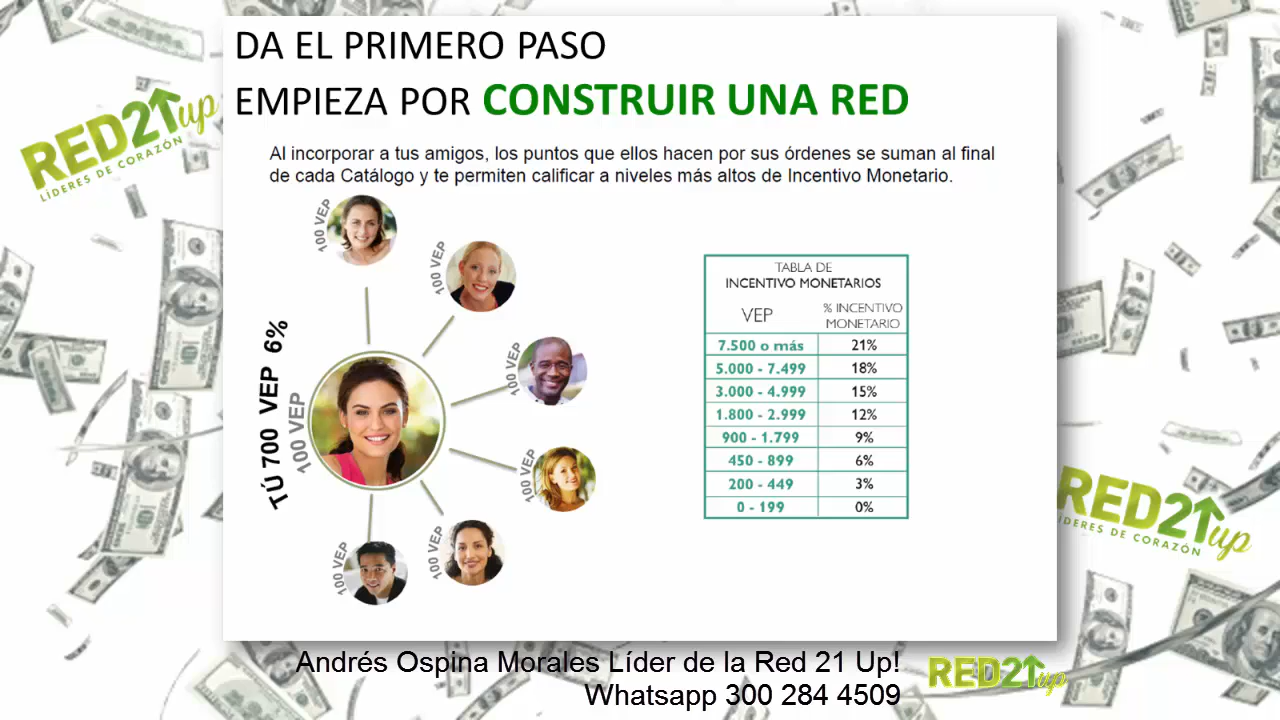 DA EL PRIMERO PASO
EMPIEZA POR CONSTRUIR UNA RED
Al incorporar a tus amigos, los puntos que ellos hacen por sus órdenes se suman al final
de cada Catálogo y te permiten calificar a niveles más altos de Incentivo Monetario.
100 VEP
100 VEP
100 VEP
100 VEP
100 VEP
100 VEP
TÚ 700 VEP 6%
100 VEP
TABLA DE
INCENTIVO MONETARIOS
VEP % INCENTIVO MONETARIO
7.500 o más 21%
5.000 - 7.499 18%
3.000 - 4.999 15%
1.800 - 2.999 12%
900 - 1.799 9%
450 - 899 6%
200 - 449 3%
0 - 199 0%
RED21up
LÍDERES DE CORAZÓN
RED21up
LÍDERES DE CORAZÓN
Andrés Ospina Morales Líder de la Red 21 Up!
Whatsapp 300 284 4509
RED21up